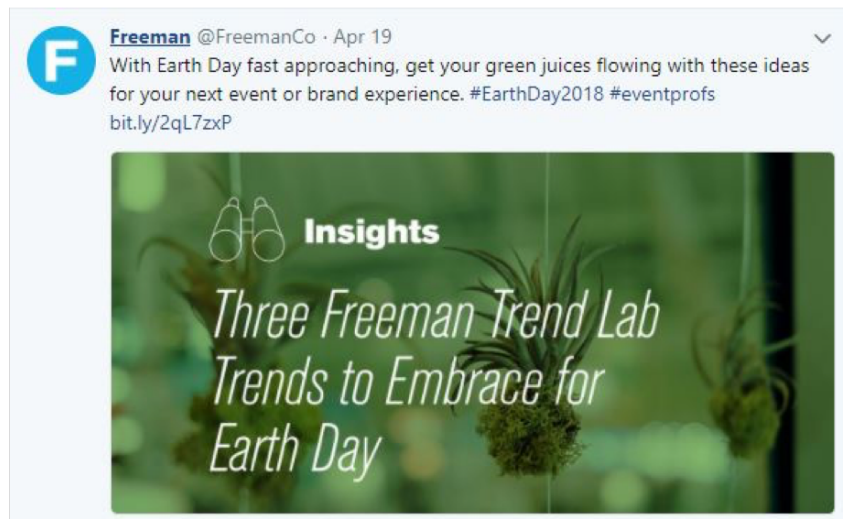 F
Freeman @FreemanCo · Apr 19
With Earth Day fast approaching, get your green juices flowing with these ideas
for your next event or brand experience. #EarthDay2018 #eventprofs
bit.ly/2qL7zxP
Insights
Three Freeman Trend Lab
Trends to Embrace for
Earth Day